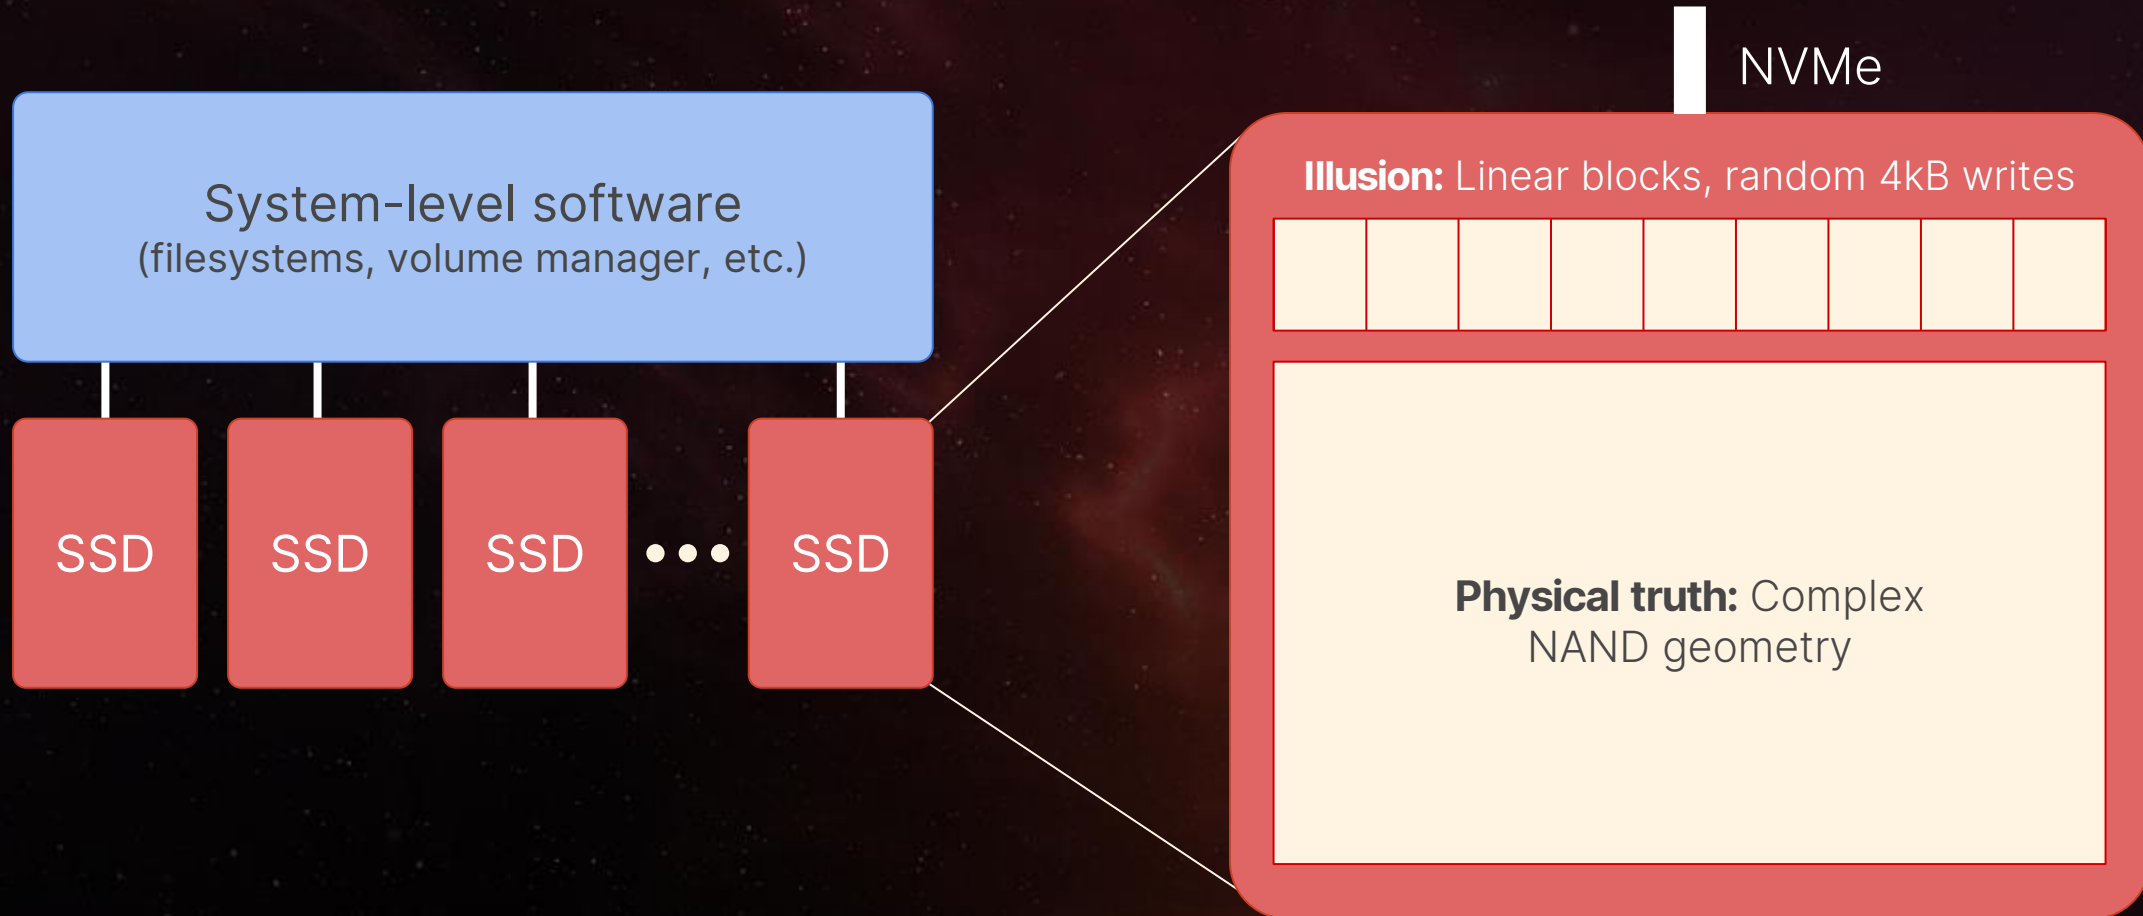 System-level software
(filesystems, volume manager, etc.)
SSD
SSD
SSD
SSD
NVMe
Illusion: Linear blocks, random 4kB writes
Physical truth: Complex
NAND geometry